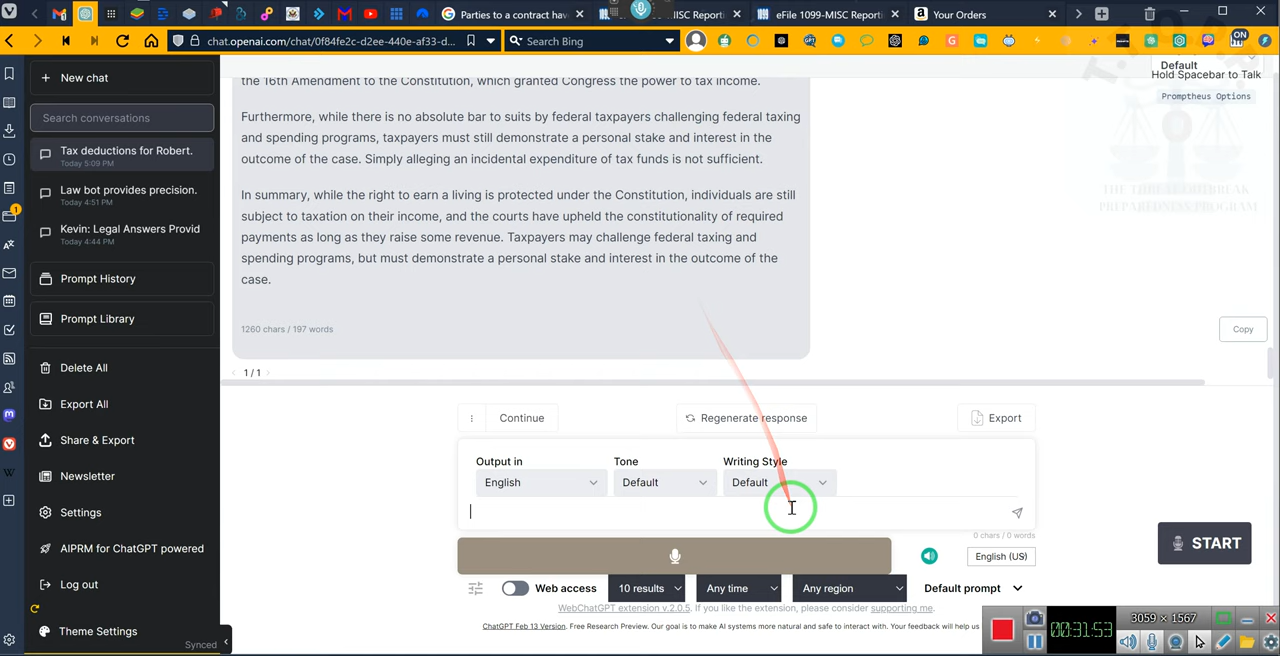 Parties to a contract hav
MISC Reporti
eFile 1099-MISC Reporti
Your Orders
chat.openai.com/chat/0f84fe2c-d2ee-440e-af33-d...
Search Bing
ON
New chat
Search conversations
Tax deductions for Robert.
Today 5:09 PM
Law bot provides precision.
Today 4:51 PM
Kevin: Legal Answers Provid
Today 4:44 PM
Prompt History
Prompt Library
Delete All
Export All
Share & Export
Newsletter
Settings
AIPRM for ChatGPT powered
Log out
Theme Settings
Synced
the 16th Amendment to the Constitution, which granted Congress the power to tax income.
Furthermore, while there is no absolute bar to suits by federal taxpayers challenging federal taxing
and spending programs, taxpayers must still demonstrate a personal stake and interest in the
outcome of the case. Simply alleging an incidental expenditure of tax funds is not sufficient.
In summary, while the right to earn a living is protected under the Constitution, individuals are still
subject to taxation on their income, and the courts have upheld the constitutionality of required
payments as long as they raise some revenue. Taxpayers may challenge federal taxing and
spending programs, but must demonstrate a personal stake and interest in the outcome of the
case.
1260 chars / 197 words
1 / 1
Default
Hold Spacebar to Talk
Promptheus Options
THE THREAT OUTBREAK
PREPAREDNESS PROGRAM
Copy
Continue
Regenerate response
Export
Output in
Tone
Writing Style
English
Default
Default
0 chars / 0 words
English (US)
START
Web access
10 results
Any time
Any region
Default prompt
WebChatGPT extension v.2.0.5. If you like the extension, please consider supporting me.
ChatGPT Feb 13 Version. Free Research Preview. Our goal is to make AI systems more natural and safe to interact with. Your feedback will help us
3059 × 1567
00:31:53